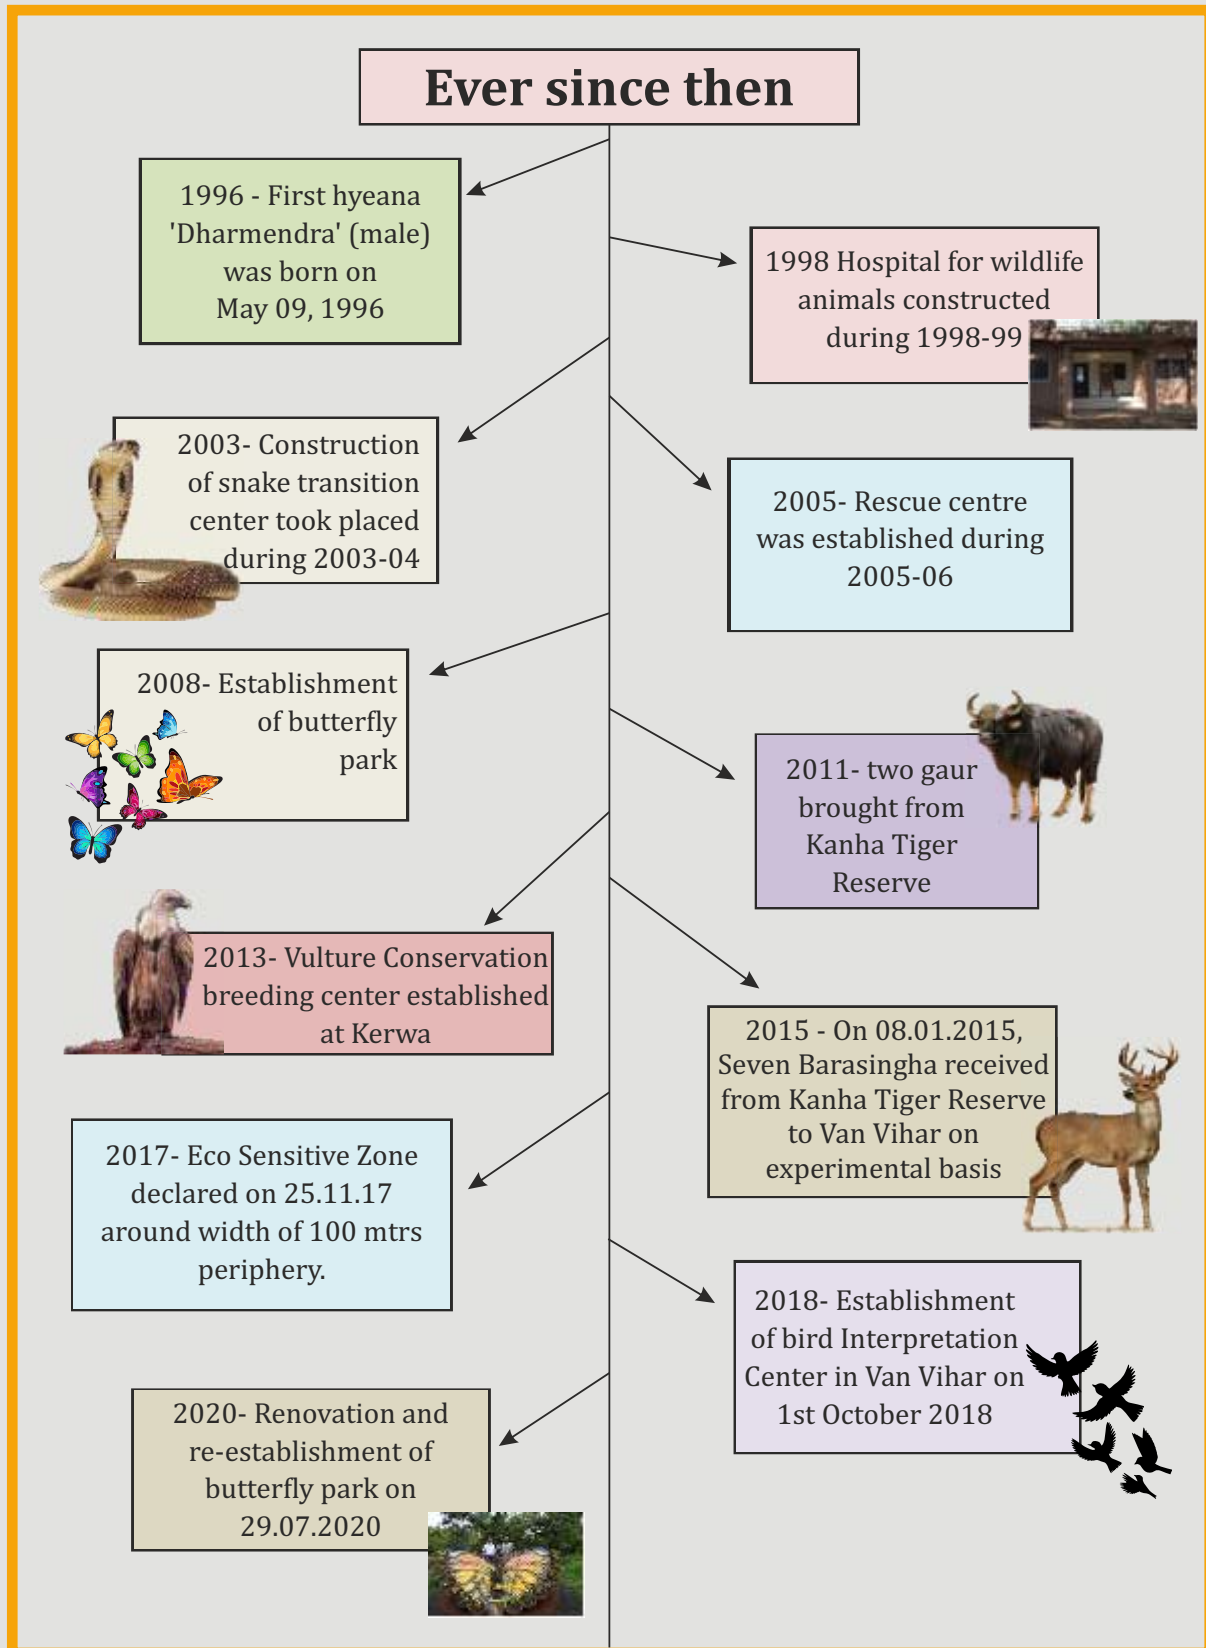 Ever since then
1996 - First hyeana
'Dharmendra' (male)
was born on
May 09, 1996
1998 Hospital for wildlife
animals constructed
during 1998-99
2003- Construction
of snake transition
center took placed
during 2003-04
2005- Rescue centre
was established during
2005-06
2008- Establishment
of butterfly
park
2011- two gaur
brought from
Kanha Tiger
Reserve
2013- Vulture Conservation
breeding center established
at Kerwa
2015 - On 08.01.2015,
Seven Barasingha received
from Kanha Tiger Reserve
to Van Vihar on
experimental basis
2017- Eco Sensitive Zone
declared on 25.11.17
around width of 100 mtrs
periphery.
2018- Establishment
of bird Interpretation
Center in Van Vihar on
1st October 2018
2020- Renovation and
re-establishment of
butterfly park on
29.07.2020